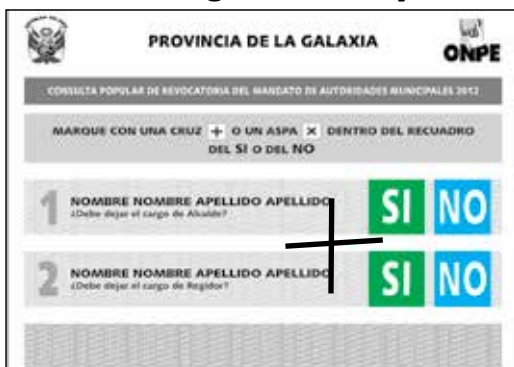 PROVINCIA DE LA GALAXIA
ONPE
CONSULTA POPULAR DE REVOCATORIA DEL MANDATO DE AUTORIDADES MUNICIPALES 2012
MARQUE CON UNA CRUZ + O UN ASPA X DENTRO DEL RECUADRO
DEL SI O DEL NO
1 NOMBRE NOMBRE APELLIDO APELLIDO SI NO
¿Debe dejar el cargo de Alcalde?
2 NOMBRE NOMBRE APELLIDO APELLIDO SI NO
¿Debe dejar el cargo de Regidor?